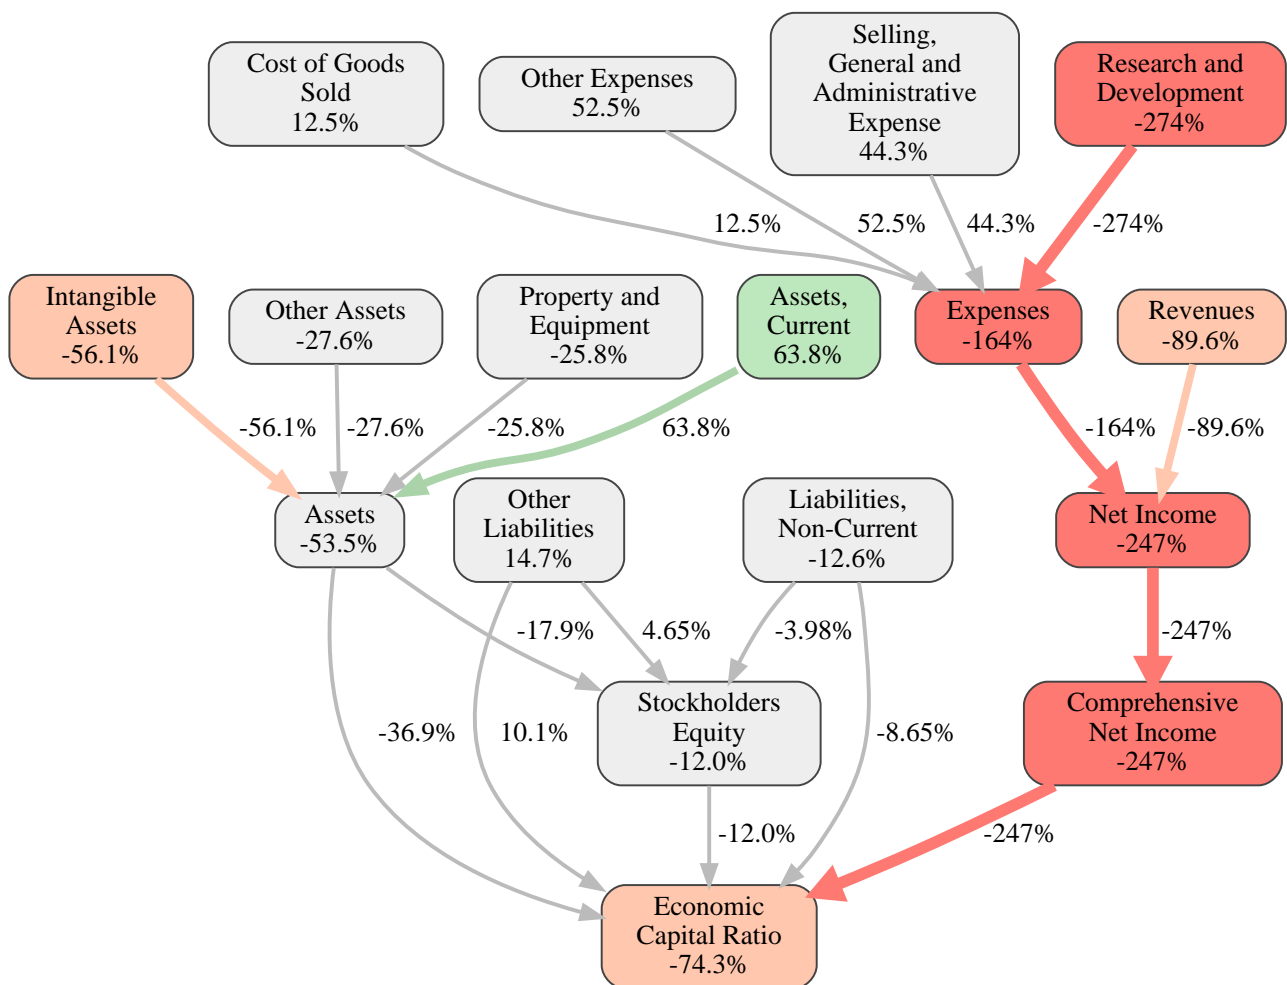 Cost of Goods
Sold
12.5%
Other Expenses
52.5%
Selling,
General and
Administrative
Expense
44.3%
Research and
Development
-274%
12.5%
52.5%
44.3%
-274%
Intangible
Assets
-56.1%
Other Assets
-27.6%
Property and
Equipment
-25.8%
Assets,
Current
63.8%
Expenses
-164%
Revenues
-89.6%
-56.1%
-27.6%
-25.8%
63.8%
-164%
-89.6%
Assets
-53.5%
Other
Liabilities
14.7%
Liabilities,
Non-Current
-12.6%
Net Income
-247%
-17.9%
4.65%
-3.98%
-247%
-36.9%
10.1%
Stockholders
Equity
-12.0%
-8.65%
Comprehensive
Net Income
-247%
-12.0%
-247%
Economic
Capital Ratio
-74.3%